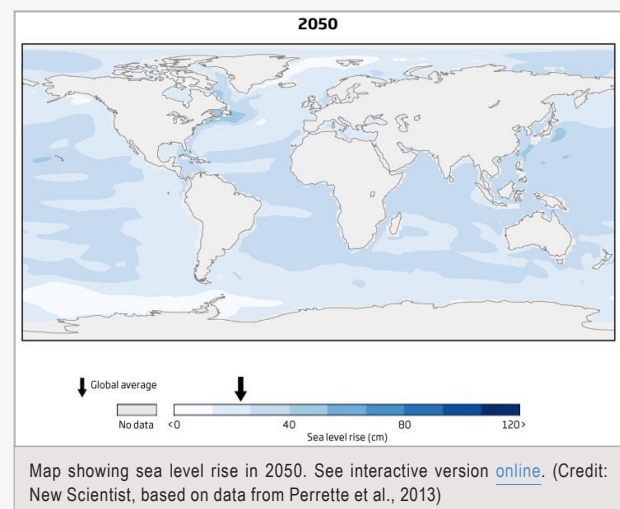 2050
Global average
No data
<0
40
80
120>
Sea level rise (cm)
Map showing sea level rise in 2050. See interactive version online. (Credit:
New Scientist, based on data from Perrette et al., 2013)